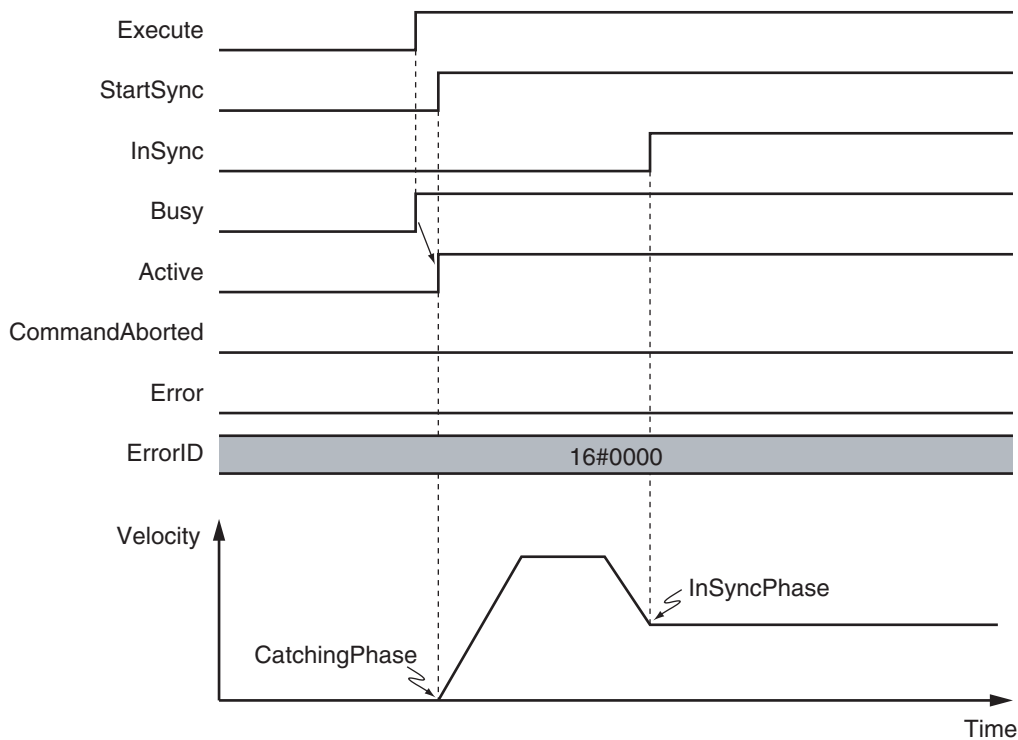 Execute
StartSync
InSync
Busy
Active
CommandAborted
Error
ErrorID
16#0000
Velocity
InSyncPhase
CatchingPhase
Time